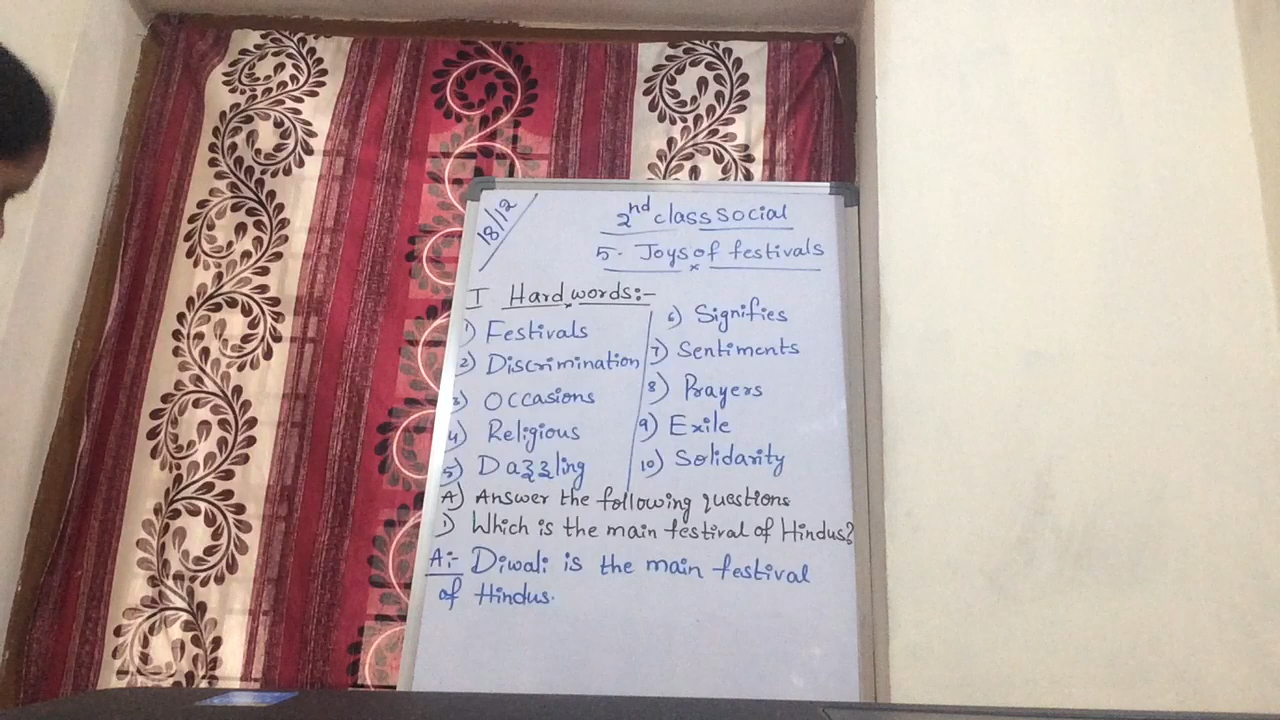 18/12
2nd class social
5. Joys of festivals
I Hard words:-
1) Festivals
2) Discrimination
3) Occasions
4) Religious
5) Dazzling
6) Signifies
7) Sentiments
8) Prayers
9) Exile
10) Solidarity
A) Answer the following questions
1) Which is the main festival of Hindus?
A:- Diwali is the main festival
of Hindus.